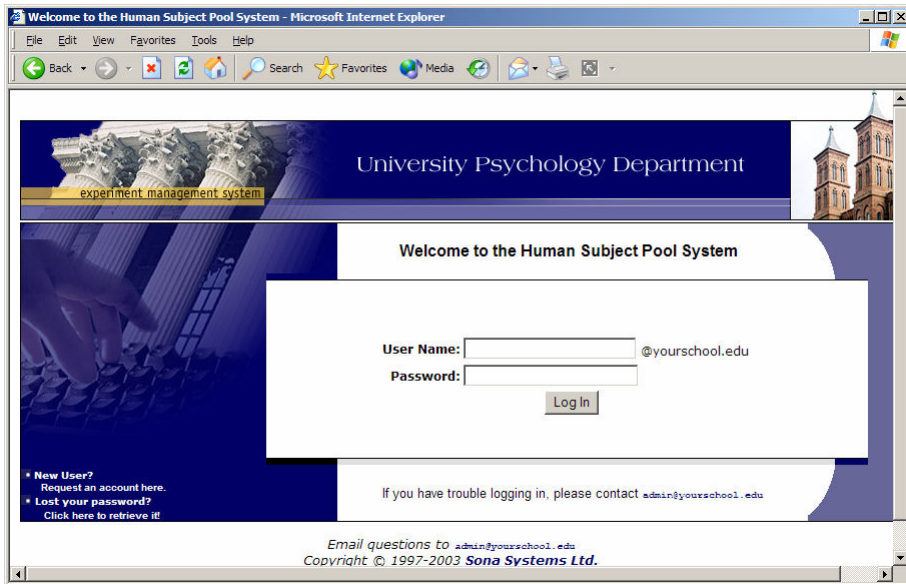 Welcome to the Human Subject Pool System - Microsoft Internet Explorer
File Edit View Favorites Tools Help
Back Search Favorites Media
University Psychology Department
experiment management system
Welcome to the Human Subject Pool System
User Name: @yourschool.edu
Password:
Log In
New User?
Request an account here.
Lost your password?
Click here to retrieve it!
If you have trouble logging in, please contact admin@yourschool.edu
Email questions to admin@yourschool.edu
Copyright © 1997-2003 Sona Systems Ltd.